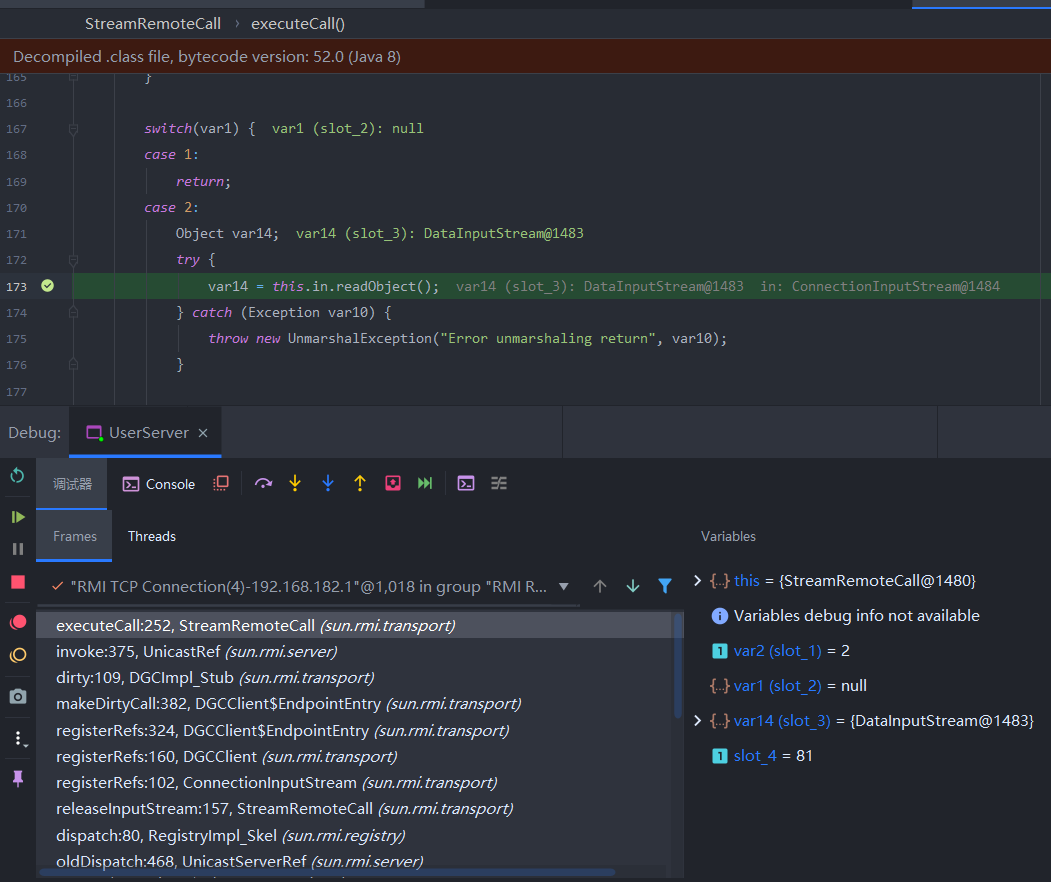 StreamRemoteCall › executeCall()
Decompiled .class file, bytecode version: 52.0 (Java 8)
165 }
166
167 switch(var1) { var1 (slot_2): null
168 case 1:
169 return;
170 case 2:
171 Object var14; var14 (slot_3): DataInputStream@1483
172 try {
173 var14 = this.in.readObject(); var14 (slot_3): DataInputStream@1483 in: ConnectionInputStream@1484
174 } catch (Exception var10) {
175 throw new UnmarshalException("Error unmarshaling return", var10);
176 }
177
Debug: UserServer ×
调试器 Console
Frames Threads
Variables
"RMI TCP Connection(4)-192.168.182.1"@1,018 in group "RMI R...
executeCall:252, StreamRemoteCall (sun.rmi.transport)
invoke:375, UnicastRef (sun.rmi.server)
dirty:109, DGCImpl_Stub (sun.rmi.transport)
makeDirtyCall:382, DGCClient$EndpointEntry (sun.rmi.transport)
registerRefs:324, DGCClient$EndpointEntry (sun.rmi.transport)
registerRefs:160, DGCClient (sun.rmi.transport)
registerRefs:102, ConnectionInputStream (sun.rmi.transport)
releaseInputStream:157, StreamRemoteCall (sun.rmi.transport)
dispatch:80, RegistryImpl_Skel (sun.rmi.registry)
oldDispatch:468, UnicastServerRef (sun.rmi.server)
this = {StreamRemoteCall@1480}
Variables debug info not available
var2 (slot_1) = 2
var1 (slot_2) = null
var14 (slot_3) = {DataInputStream@1483}
slot_4 = 81